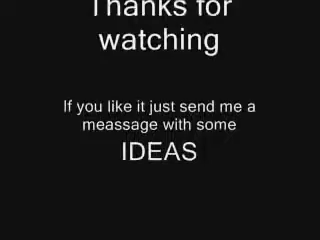 Thanks for
watching
If you like it just send me a
meassage with some
IDEAS